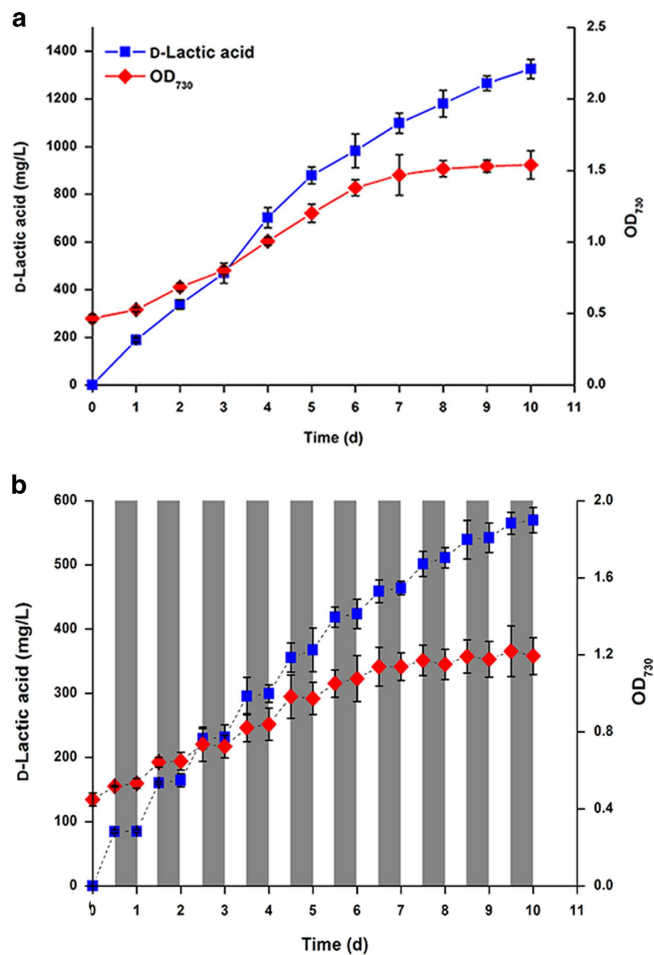 a
D-Lactic acid
OD730
D-Lactic acid (mg/L)
1400
1200
1000
800
600
400
200
0
2.5
2.0
1.5
1.0
0.5
0.0
OD730
0 1 2 3 4 5 6 7 8 9 10 11
Time (d)
b
D-Lactic acid (mg/L)
600
500
400
300
200
100
0
2.0
1.6
1.2
0.8
0.4
0.0
OD730
0 1 2 3 4 5 6 7 8 9 10 11
Time (d)